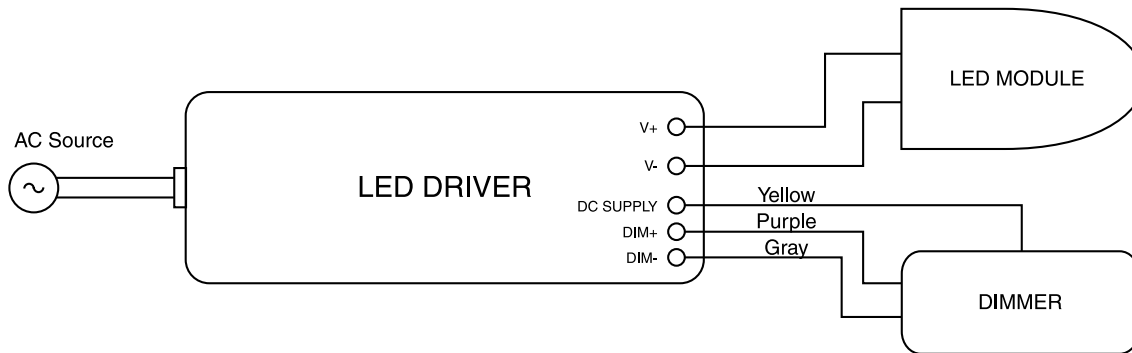 AC Source
LED DRIVER
V+
V-
DC SUPPLY
DIM+
DIM-
Yellow
Purple
Gray
LED MODULE
DIMMER